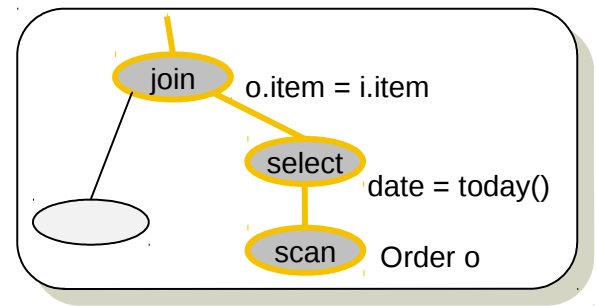 join
o.item = i.item
select
date = today()
scan
Order o